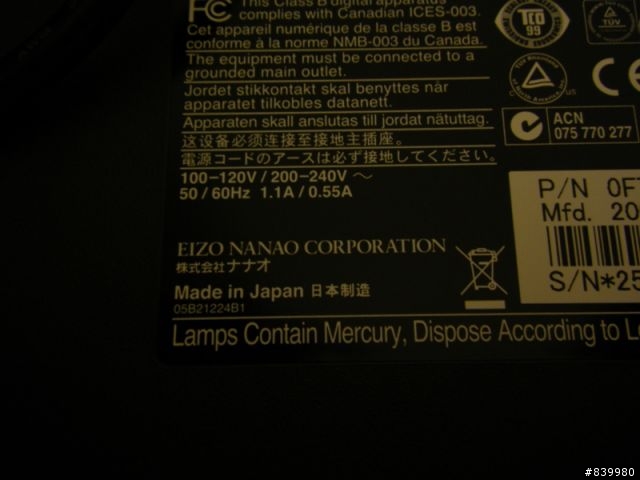 FC This Class B digital apparatus
complies with Canadian ICES-003.
Cet appareil numérique de la classe B est
conforme à la norme NMB-003 du Canada.
The equipment must be connected to a
grounded main outlet.
Jordet stikkontakt skal benyttes når
apparatet tilkobles datanett.
Apparaten skall anslutas till jordat nätuttag.
这设备必须连接至接地主插座。
電源コードのアースは必ず接地してください。
100–120V / 200–240V ～
50 / 60Hz 1.1A / 0.55A
EIZO NANAO CORPORATION
株式会社ナナオ
Made in Japan 日本制造
05B21224B1
Lamps Contain Mercury, Dispose According to
TCO
99
TÜV
CE
ACN
075 770 277
P/N 0F
Mfd. 20
S/N*25
#839980